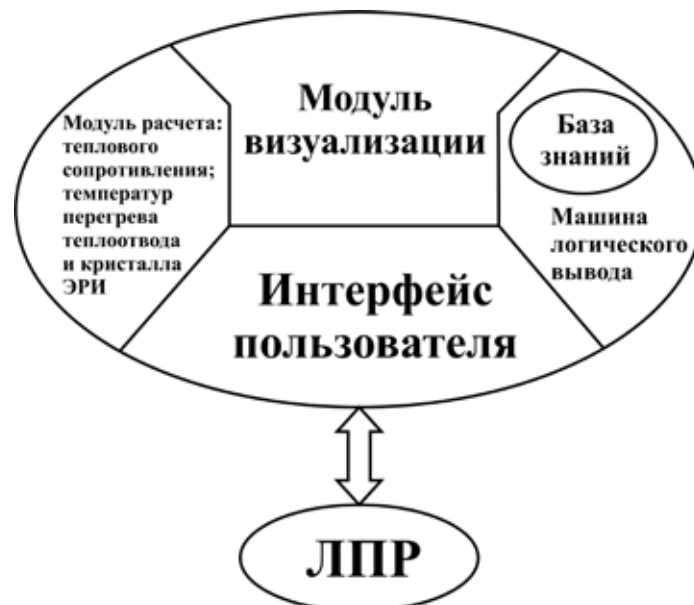 Модуль расчета:
теплового
сопротивления;
температур
перегрева
теплоотвода
и кристалла
ЭРИ
Модуль
визуализации
База
знаний
Машина
логического
вывода
Интерфейс
пользователя
ЛПР